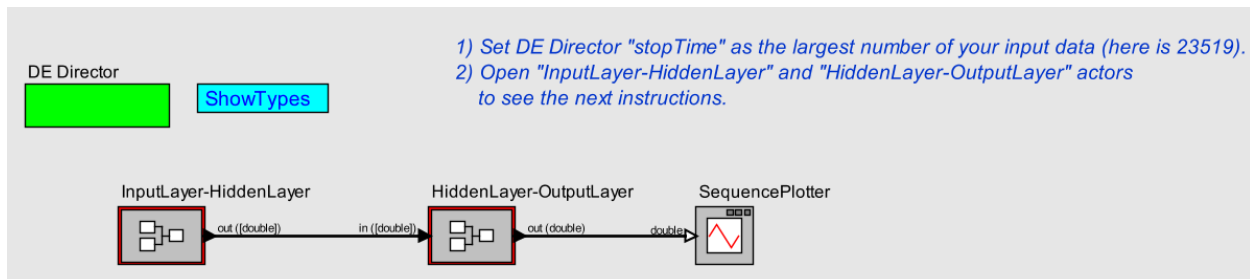 1) Set DE Director "stopTime" as the largest number of your input data (here is 23519).
2) Open "InputLayer-HiddenLayer" and "HiddenLayer-OutputLayer" actors
to see the next instructions.
DE Director
ShowTypes
InputLayer-HiddenLayer
HiddenLayer-OutputLayer
SequencePlotter
out ([double])
in ([double])
out (double)
double